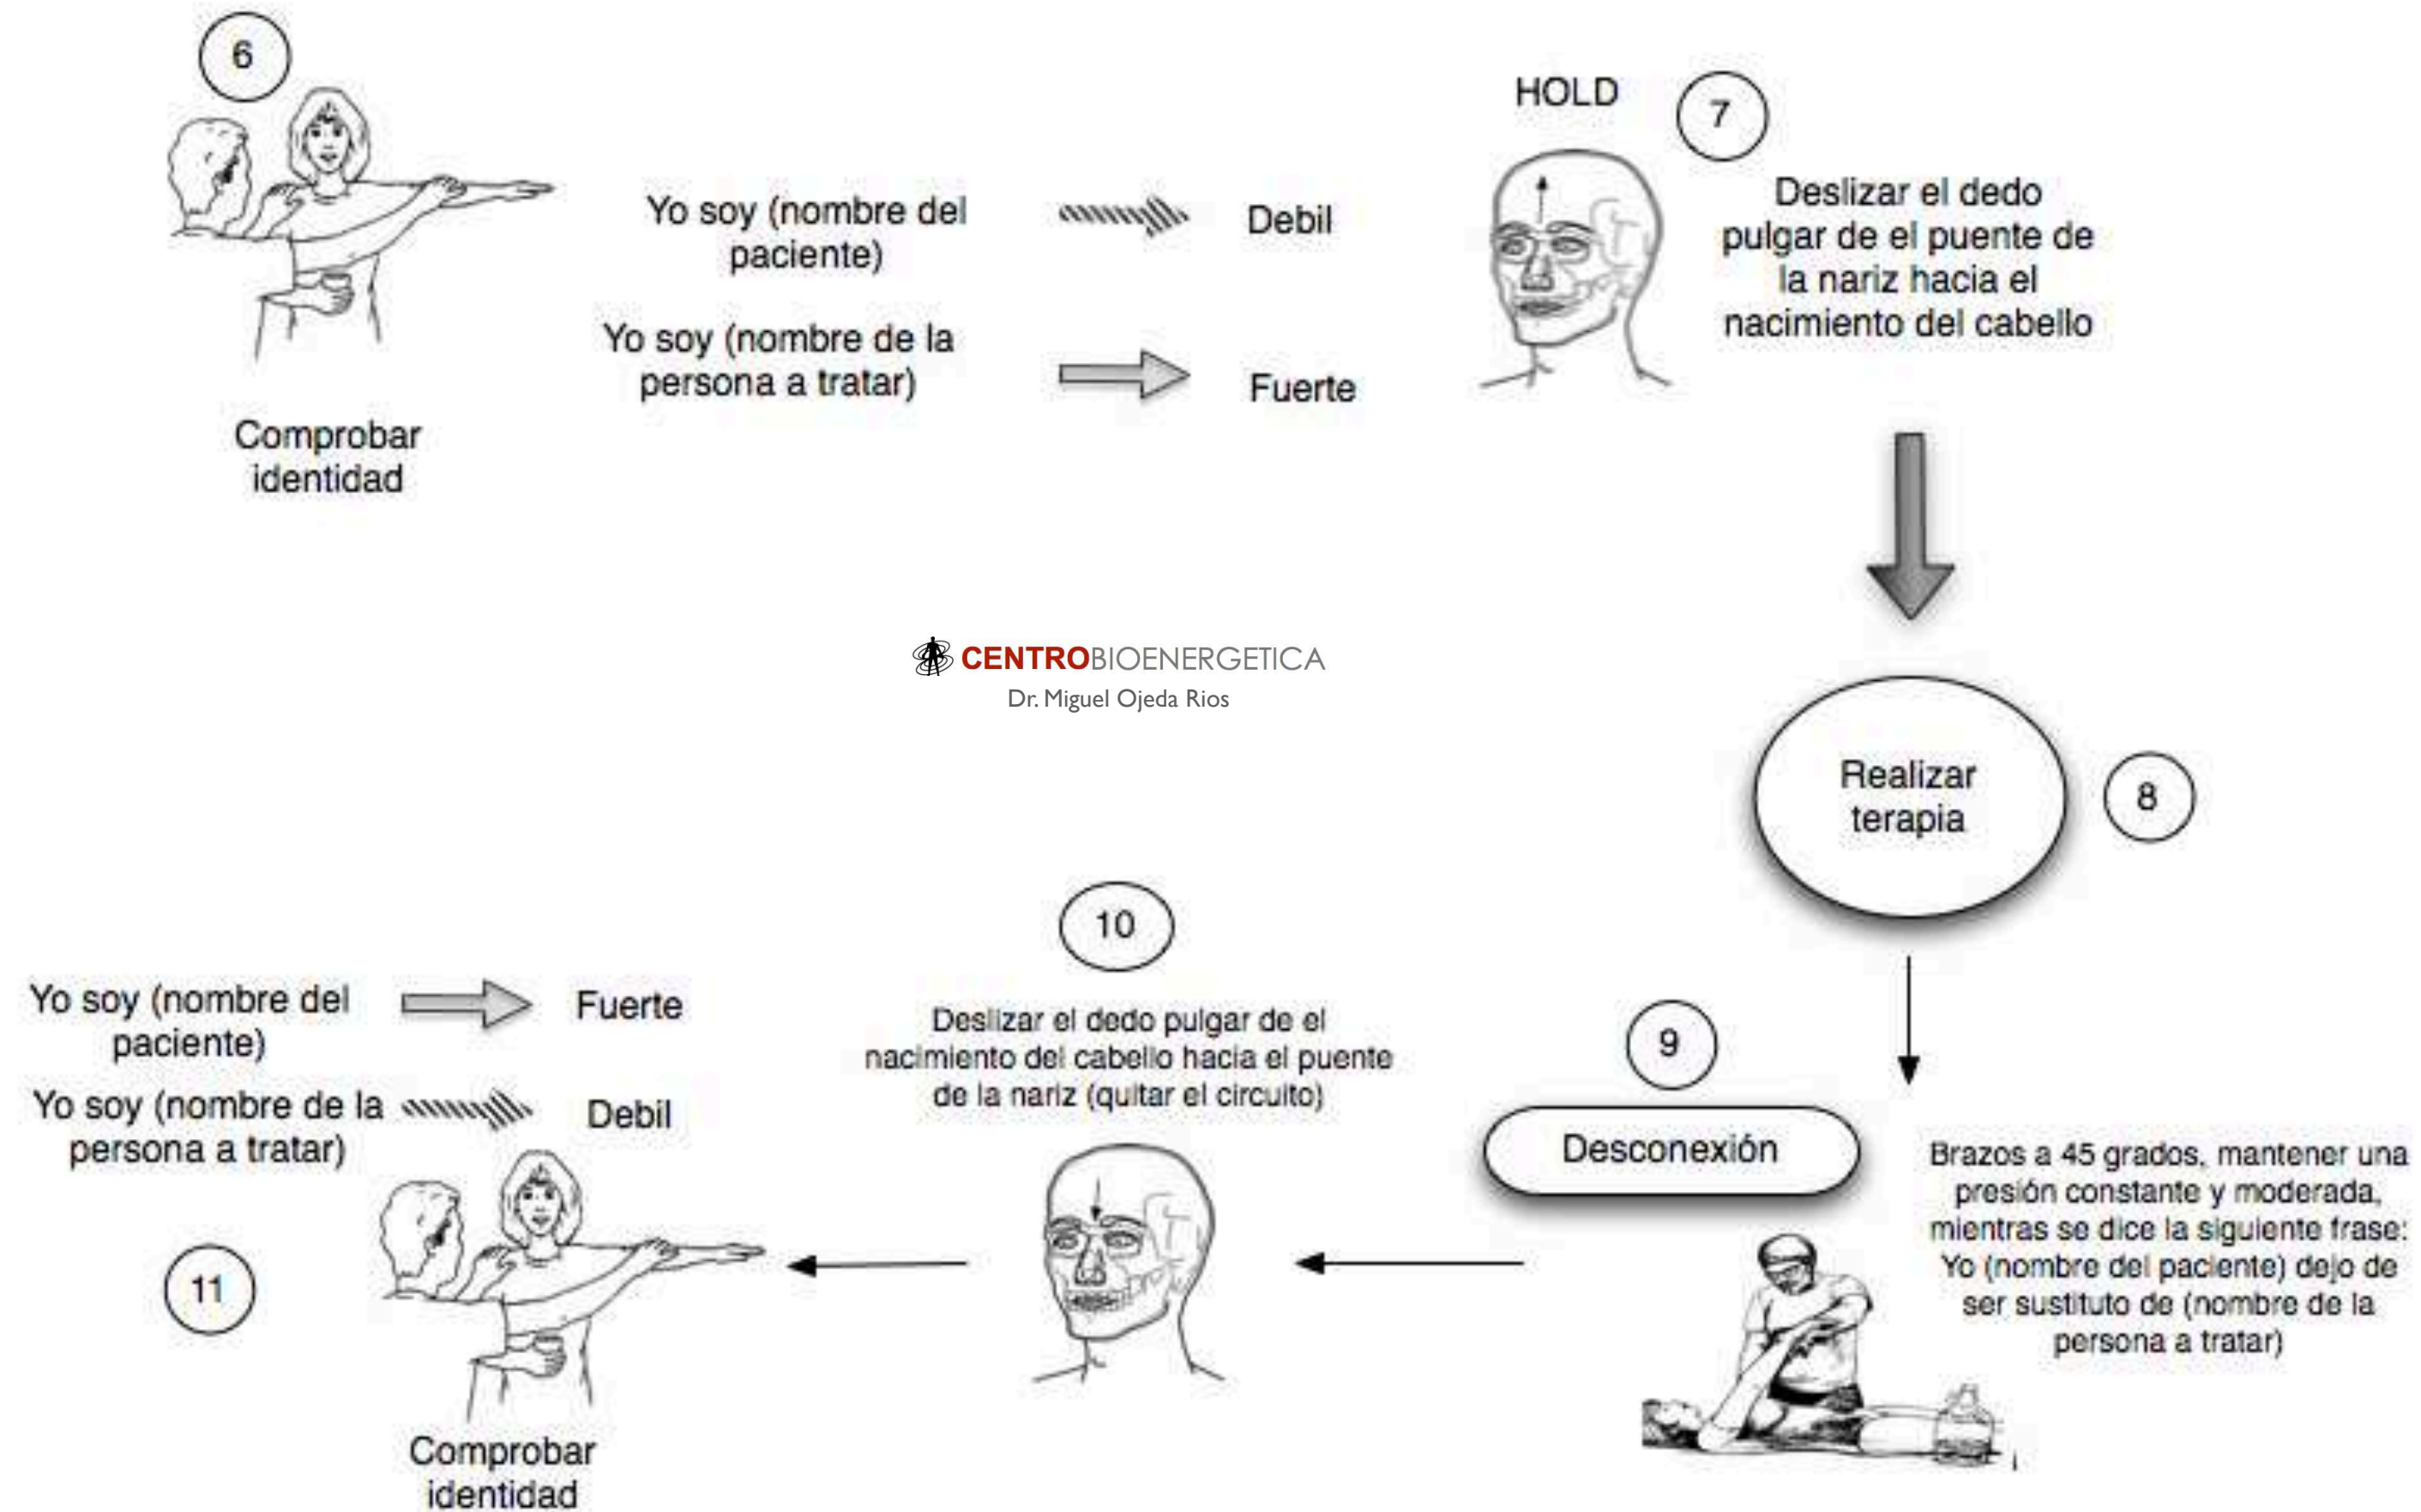 6
Yo soy (nombre del
paciente)
Debil
Yo soy (nombre de la
persona a tratar)
Fuerte
Comprobar
identidad
HOLD
7
Deslizar el dedo
pulgar de el puente de
la nariz hacia el
nacimiento del cabello
CENTROBIOENERGETICA
Dr. Miguel Ojeda Rios
Realizar
terapia
8
9
Desconexión
Brazos a 45 grados, mantener una
presión constante y moderada,
mientras se dice la siguiente frase:
Yo (nombre del paciente) dejo de
ser sustituto de (nombre de la
persona a tratar)
10
Deslizar el dedo pulgar de el
nacimiento del cabello hacia el puente
de la nariz (quitar el circuito)
Yo soy (nombre del
paciente)
Fuerte
Yo soy (nombre de la
persona a tratar)
Debil
11
Comprobar
identidad